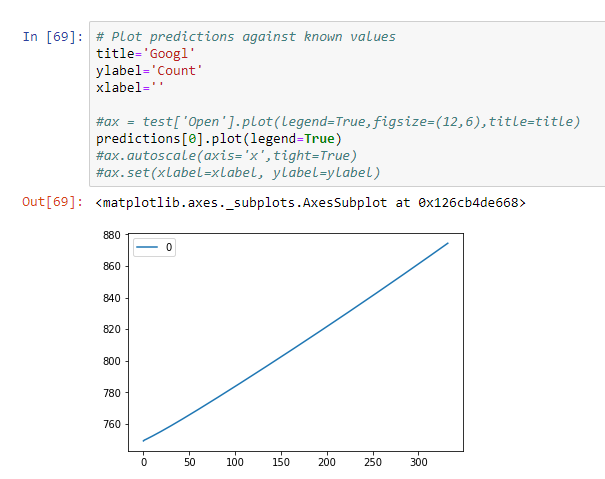 In [69]: # Plot predictions against known values
title='Googl'
ylabel='Count'
xlabel=''
#ax = test['Open'].plot(legend=True,figsize=(12,6),title=title)
predictions[0].plot(legend=True)
#ax.autoscale(axis='x',tight=True)
#ax.set(xlabel=xlabel, ylabel=ylabel)
Out[69]: <matplotlib.axes._subplots.AxesSubplot at 0x126cb4de668>
880
0
860
840
820
800
780
760
0 50 100 150 200 250 300